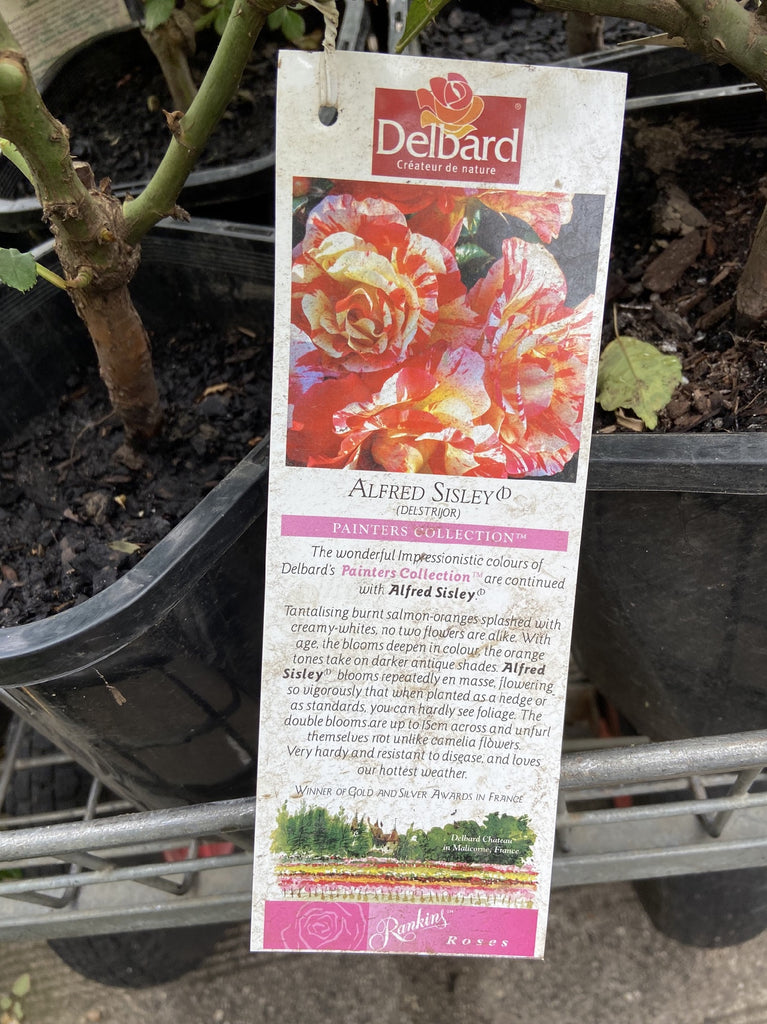 Delbard®
Créateur de nature
ALFRED SISLEY
(DELSTRIJOR)
PAINTERS COLLECTION™
The wonderful Impressionistic colours of
Delbard's Painters Collection™ are continued
with Alfred Sisley.
Tantalising burnt salmon-oranges splashed with
creamy-whites, no two flowers are alike. With
age, the blooms deepen in colour, the orange
tones take on darker antique shades. Alfred
Sisley blooms repeatedly en masse, flowering
so vigorously that when planted as a hedge or
as standards, you can hardly see foliage. The
double blooms are up to 15cm across and unfurl
themselves not unlike camelia flowers.
Very hardy and resistant to disease, and loves
our hottest weather.
WINNER OF GOLD AND SILVER AWARDS IN FRANCE
Delbard Chateau
in Malicorne, France
Rankins™
Roses